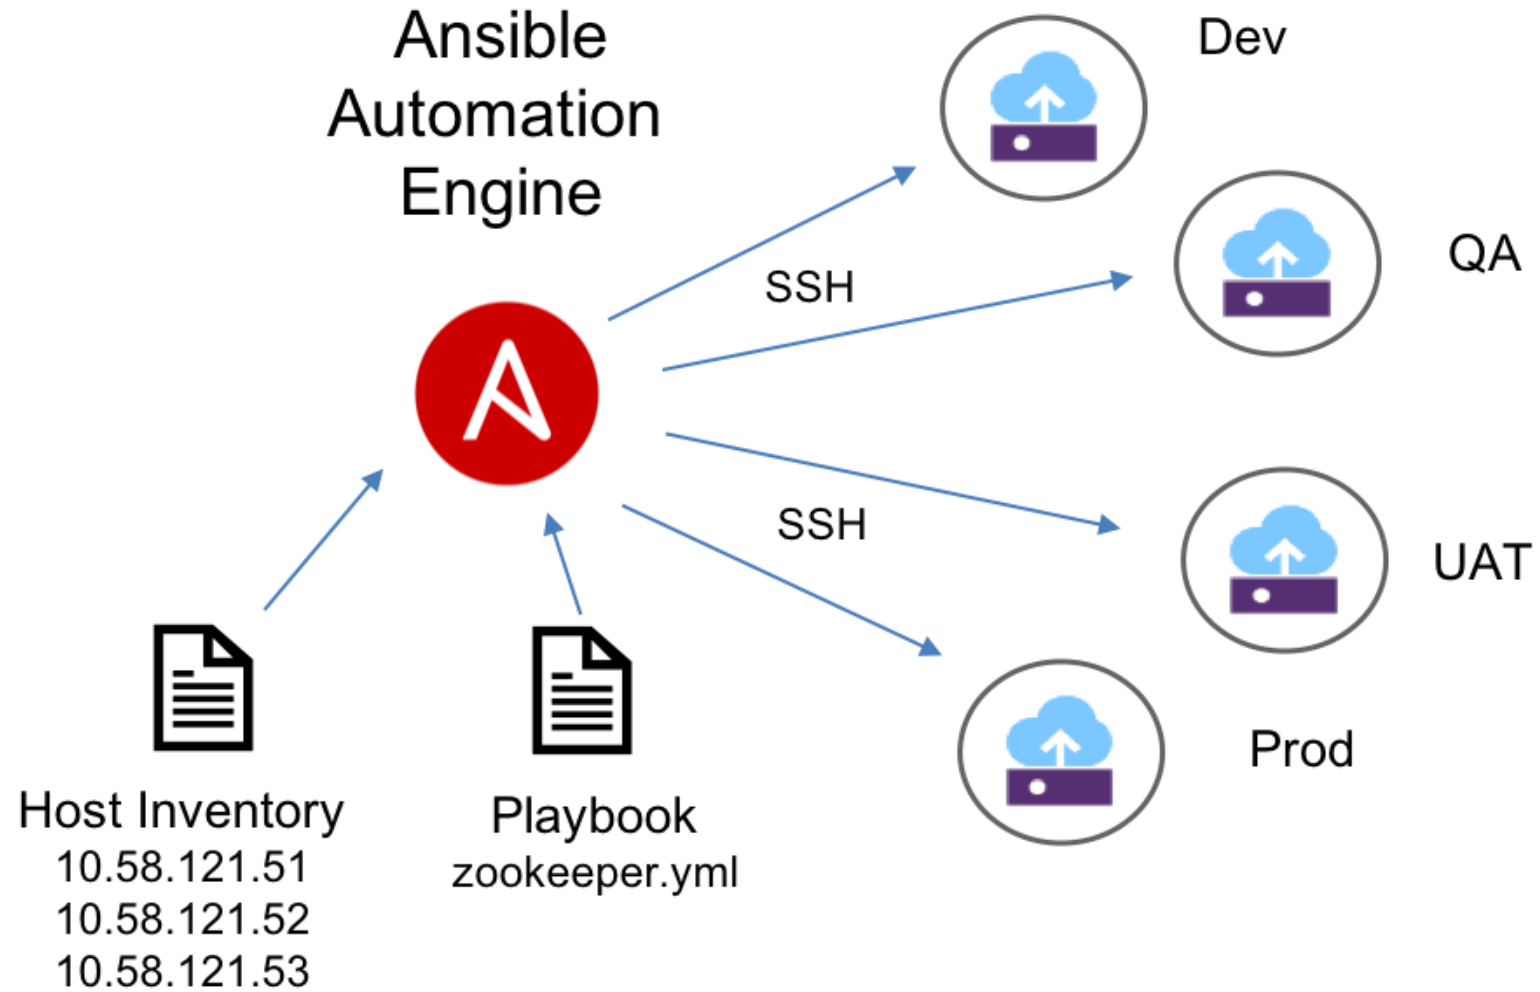 Ansible
Automation
Engine
Dev
QA
SSH
SSH
UAT
Prod
Host Inventory
10.58.121.51
10.58.121.52
10.58.121.53
Playbook
zookeeper.yml